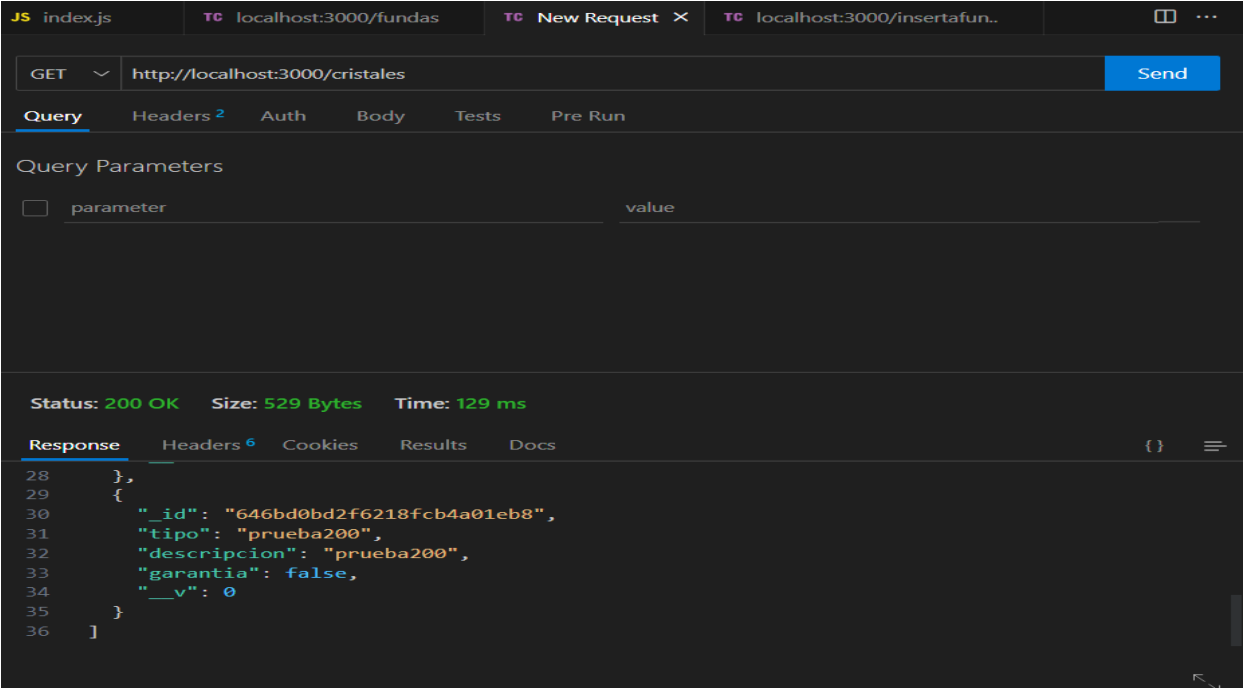 JS index.js TC localhost:3000/fundas TC New Request × TC localhost:3000/insertafun.. ...
GET http://localhost:3000/cristales Send
Query Headers 2 Auth Body Tests Pre Run
Query Parameters
parameter value
Status: 200 OK Size: 529 Bytes Time: 129 ms
Response Headers 6 Cookies Results Docs {}
28 },
29 {
30 "_id": "646bd0bd2f6218fcb4a01eb8",
31 "tipo": "prueba200",
32 "descripcion": "prueba200",
33 "garantia": false,
34 "__v": 0
35 }
36 ]